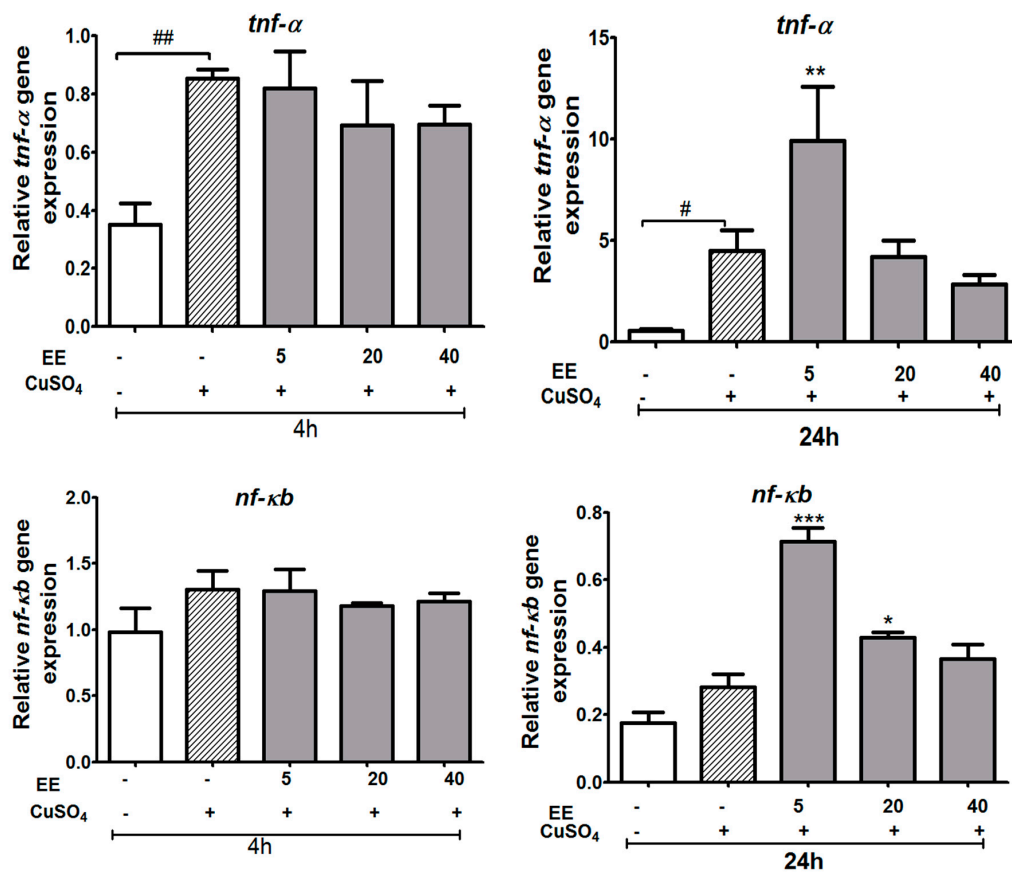 tnf-α
Relative tnf-α gene
expression
1.0
0.8
0.6
0.4
0.2
0.0
##
EE - - 5 20 40
CuSO4 - + + + +
4h
tnf-α
Relative tnf-α gene
expression
15
10
5
0
#
**
EE - - 5 20 40
CuSO4 - + + + +
24h
nf-κb
Relative nf-κb gene
expression
2.0
1.5
1.0
0.5
0.0
EE - - 5 20 40
CuSO4 - + + + +
4h
nf-κb
Relative nf-κb gene
expression
0.8
0.6
0.4
0.2
0.0
***
*
EE - - 5 20 40
CuSO4 - + + + +
24h